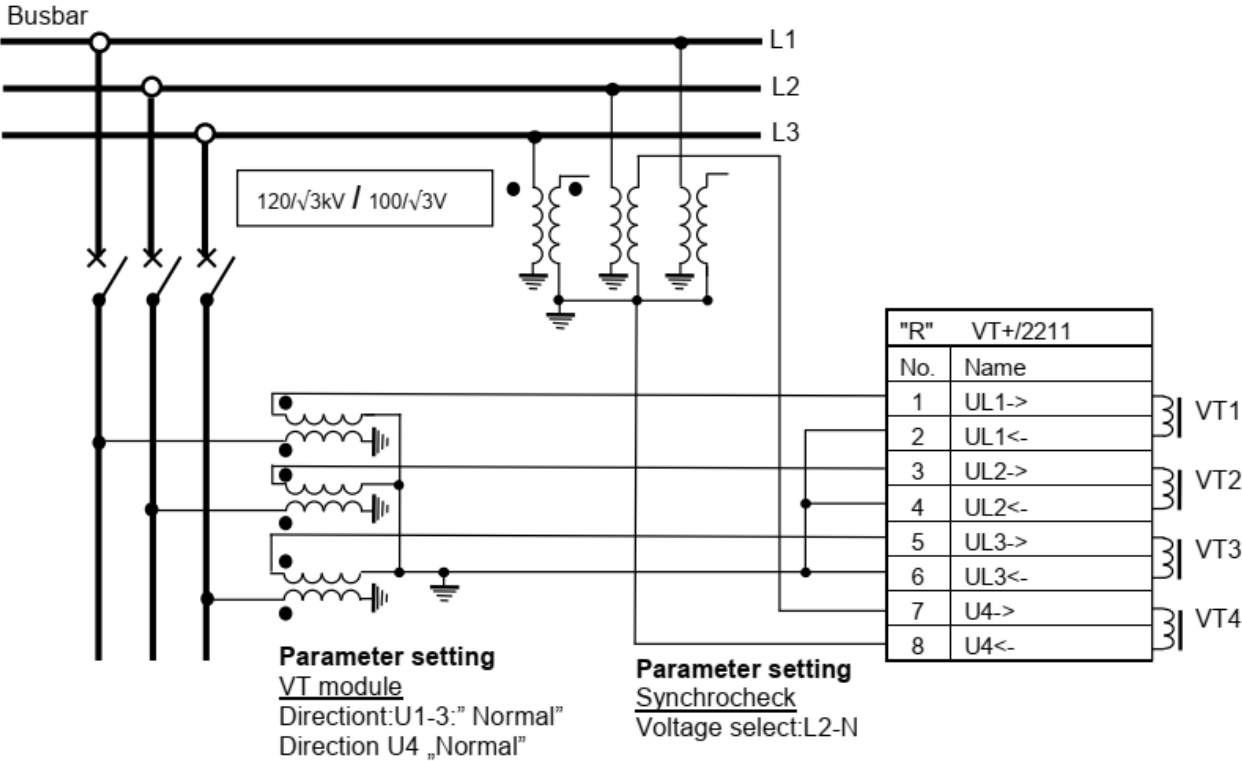 Busbar
L1
L2
L3
120/√3kV / 100/√3V
"R" VT+/2211
No. Name
1 UL1->
2 UL1<-
3 UL2->
4 UL2<-
5 UL3->
6 UL3<-
7 U4->
8 U4<-
VT1
VT2
VT3
VT4
Parameter setting
VT module
Directiont:U1-3:” Normal”
Direction U4 „Normal”
Parameter setting
Synchrocheck
Voltage select:L2-N